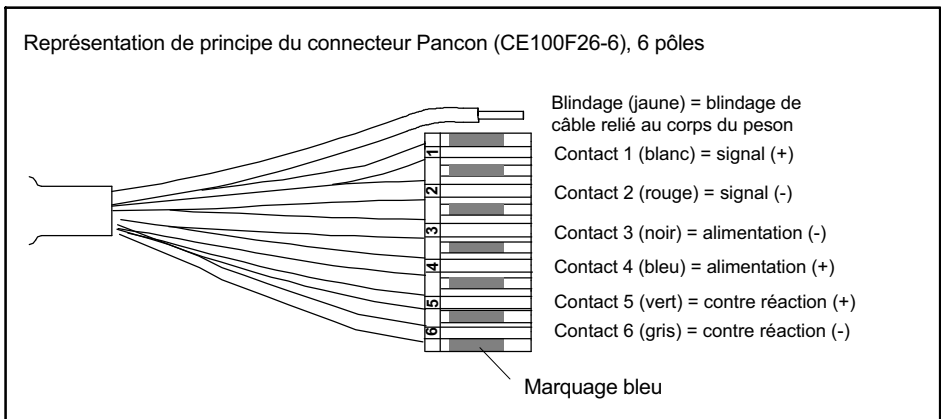 Représentation de principe du connecteur Pancon (CE100F26-6), 6 pôles
Blindage (jaune) = blindage de
câble relié au corps du peson
1
Contact 1 (blanc) = signal (+)
2
Contact 2 (rouge) = signal (-)
3
Contact 3 (noir) = alimentation (-)
4
Contact 4 (bleu) = alimentation (+)
5
Contact 5 (vert) = contre réaction (+)
6
Contact 6 (gris) = contre réaction (-)
Marquage bleu